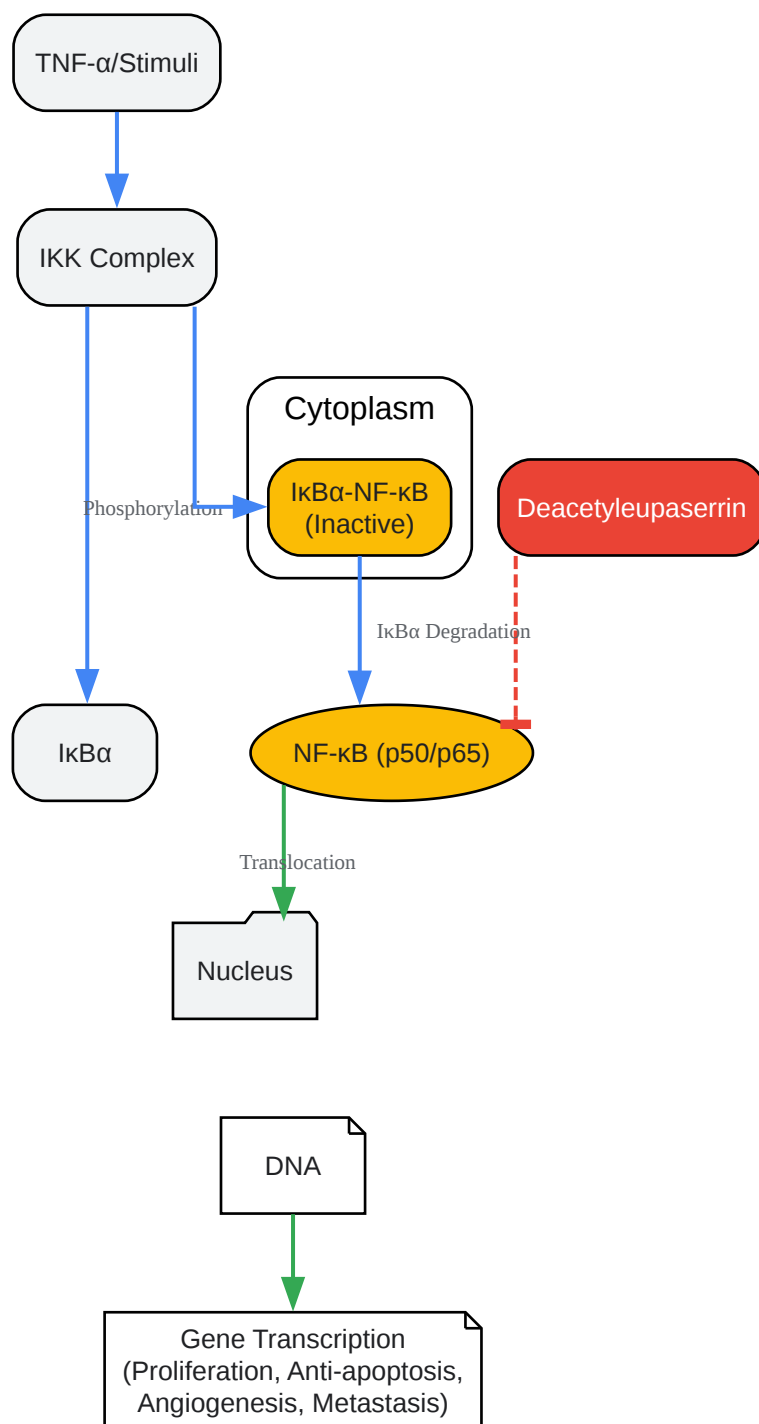 TNF-α/Stimuli
IKK Complex
Cytoplasm
IκBα-NF-κB
(Inactive)
Deacetyleupaserrin
Phosphorylation
IκBα Degradation
IκBα
NF-κB (p50/p65)
Translocation
Nucleus
DNA
Gene Transcription
(Proliferation, Anti-apoptosis,
Angiogenesis, Metastasis)